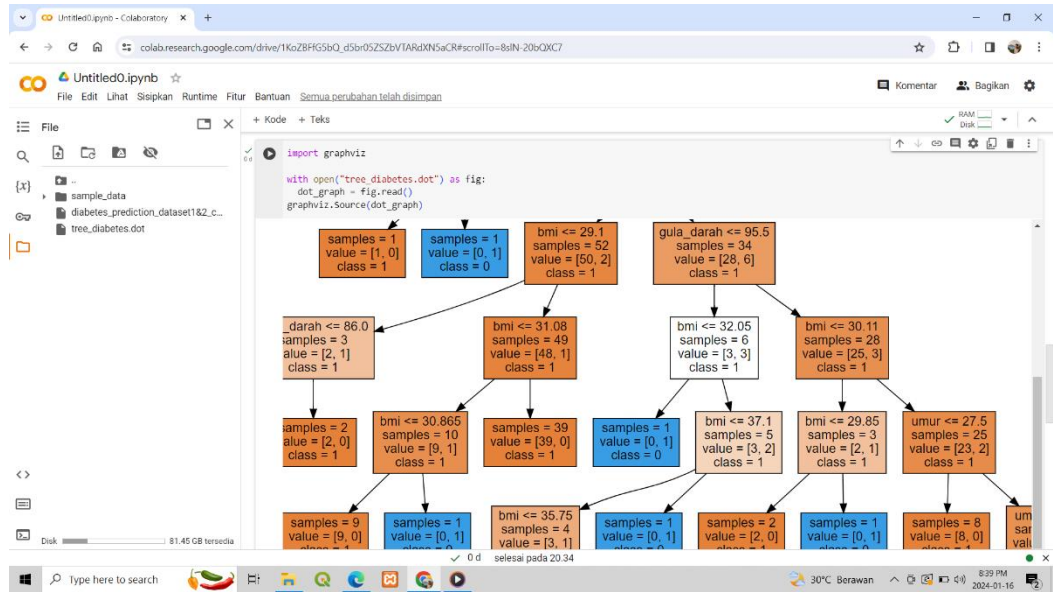 Untitled0.ipynb - Colaboratory
colab.research.google.com/drive/1KoZBFfG5bQ_d5br05ZSZbVTARdXN5aCR#scrollTo=8slN-20bQXC7
CO
Untitled0.ipynb
File Edit Lihat Sisipkan Runtime Fitur Bantuan Semua perubahan telah disimpan
Komentar
Bagikan
File
+ Kode + Teks
RAM
Disk
{x}
..
sample_data
diabetes_prediction_dataset1&2_c...
tree_diabetes.dot
0 d
import graphviz
with open("tree_diabetes.dot") as fig:
dot_graph = fig.read()
graphviz.Source(dot_graph)
samples = 1
value = [1, 0]
class = 1
samples = 1
value = [0, 1]
class = 0
bmi <= 29.1
samples = 52
value = [50, 2]
class = 1
gula_darah <= 95.5
samples = 34
value = [28, 6]
class = 1
_darah <= 86.0
samples = 3
alue = [2, 1]
class = 1
bmi <= 31.08
samples = 49
value = [48, 1]
class = 1
bmi <= 32.05
samples = 6
value = [3, 3]
class = 1
bmi <= 30.11
samples = 28
value = [25, 3]
class = 1
samples = 2
alue = [2, 0]
class = 1
bmi <= 30.865
samples = 10
value = [9, 1]
class = 1
samples = 39
value = [39, 0]
class = 1
samples = 1
value = [0, 1]
class = 0
bmi <= 37.1
samples = 5
value = [3, 2]
class = 1
bmi <= 29.85
samples = 3
value = [2, 1]
class = 1
umur <= 27.5
samples = 25
value = [23, 2]
class = 1
samples = 9
value = [9, 0]
samples = 1
value = [0, 1]
bmi <= 35.75
samples = 4
value = [3, 1]
samples = 1
value = [0, 1]
samples = 2
value = [2, 0]
samples = 1
value = [0, 1]
samples = 8
value = [8, 0]
um
sar
valu
Disk
81.45 GB tersedia
0 d selesai pada 20.34
Type here to search
30°C Berawan
8:39 PM
2024-01-16
2